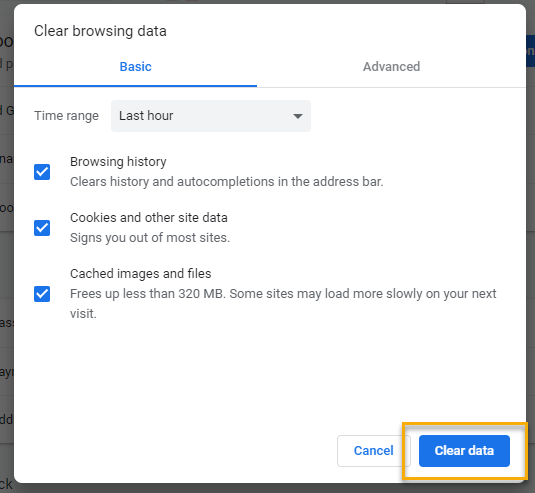 Clear browsing data
Basic
Advanced
Time range
Last hour
Browsing history
Clears history and autocompletions in the address bar.
Cookies and other site data
Signs you out of most sites.
Cached images and files
Frees up less than 320 MB. Some sites may load more slowly on your next
visit.
Cancel
Clear data